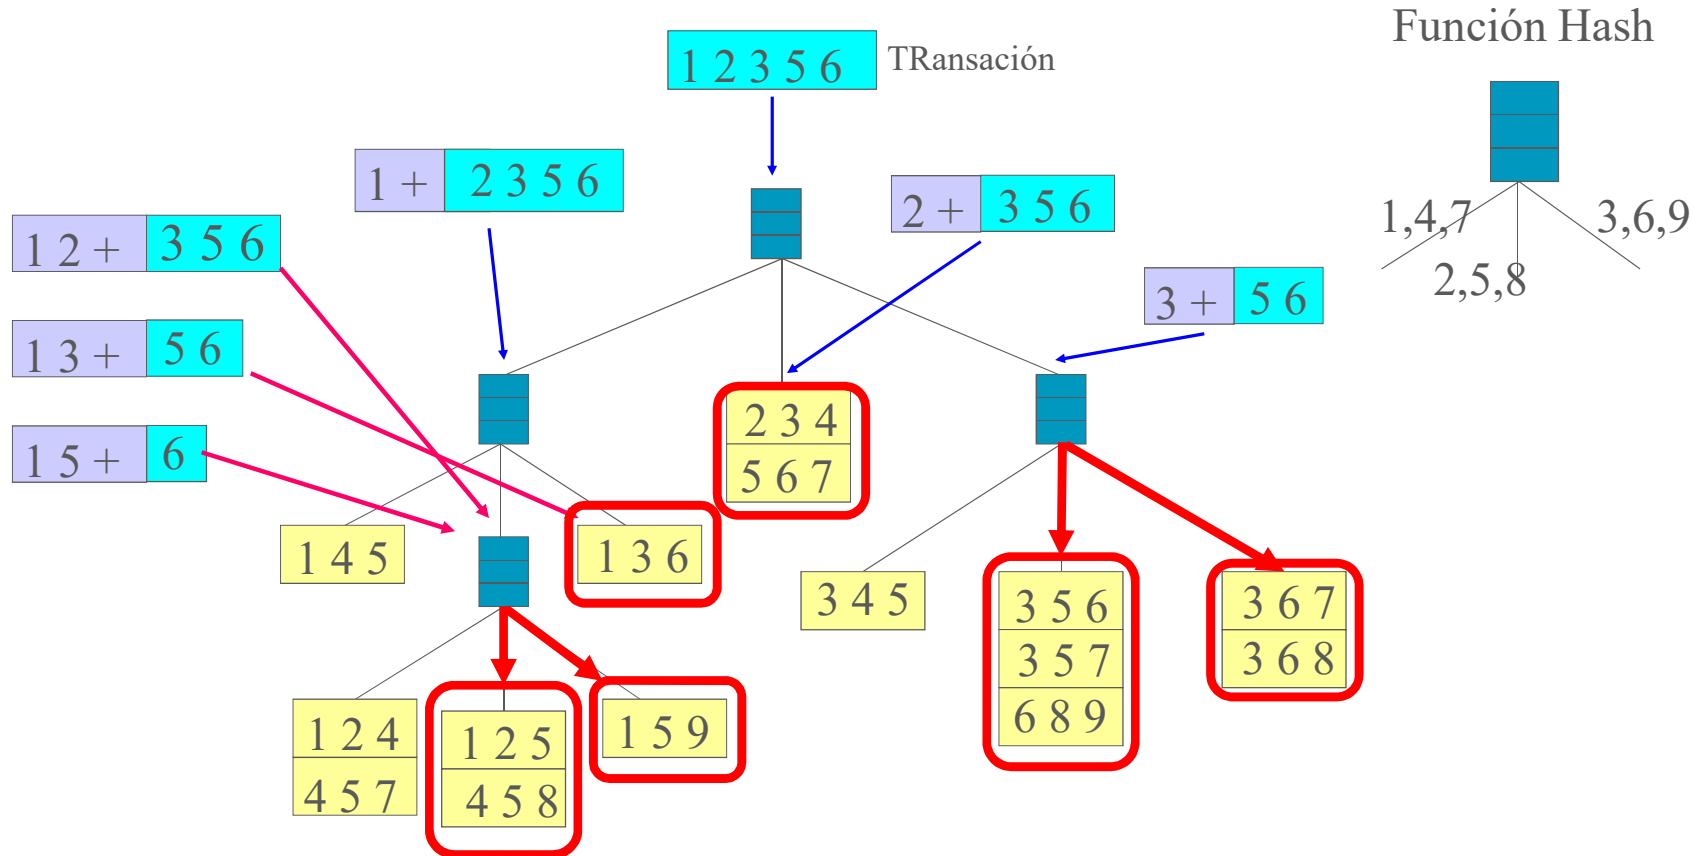 Función Hash
1 2 3 5 6
TRansación
1 + 2 3 5 6
2 + 3 5 6
1,4,7
3,6,9
2,5,8
1 2 + 3 5 6
3 + 5 6
1 3 + 5 6
1 5 + 6
2 3 4
5 6 7
1 4 5
1 3 6
3 4 5
3 5 6
3 5 7
6 8 9
3 6 7
3 6 8
1 2 4
4 5 7
1 2 5
4 5 8
1 5 9